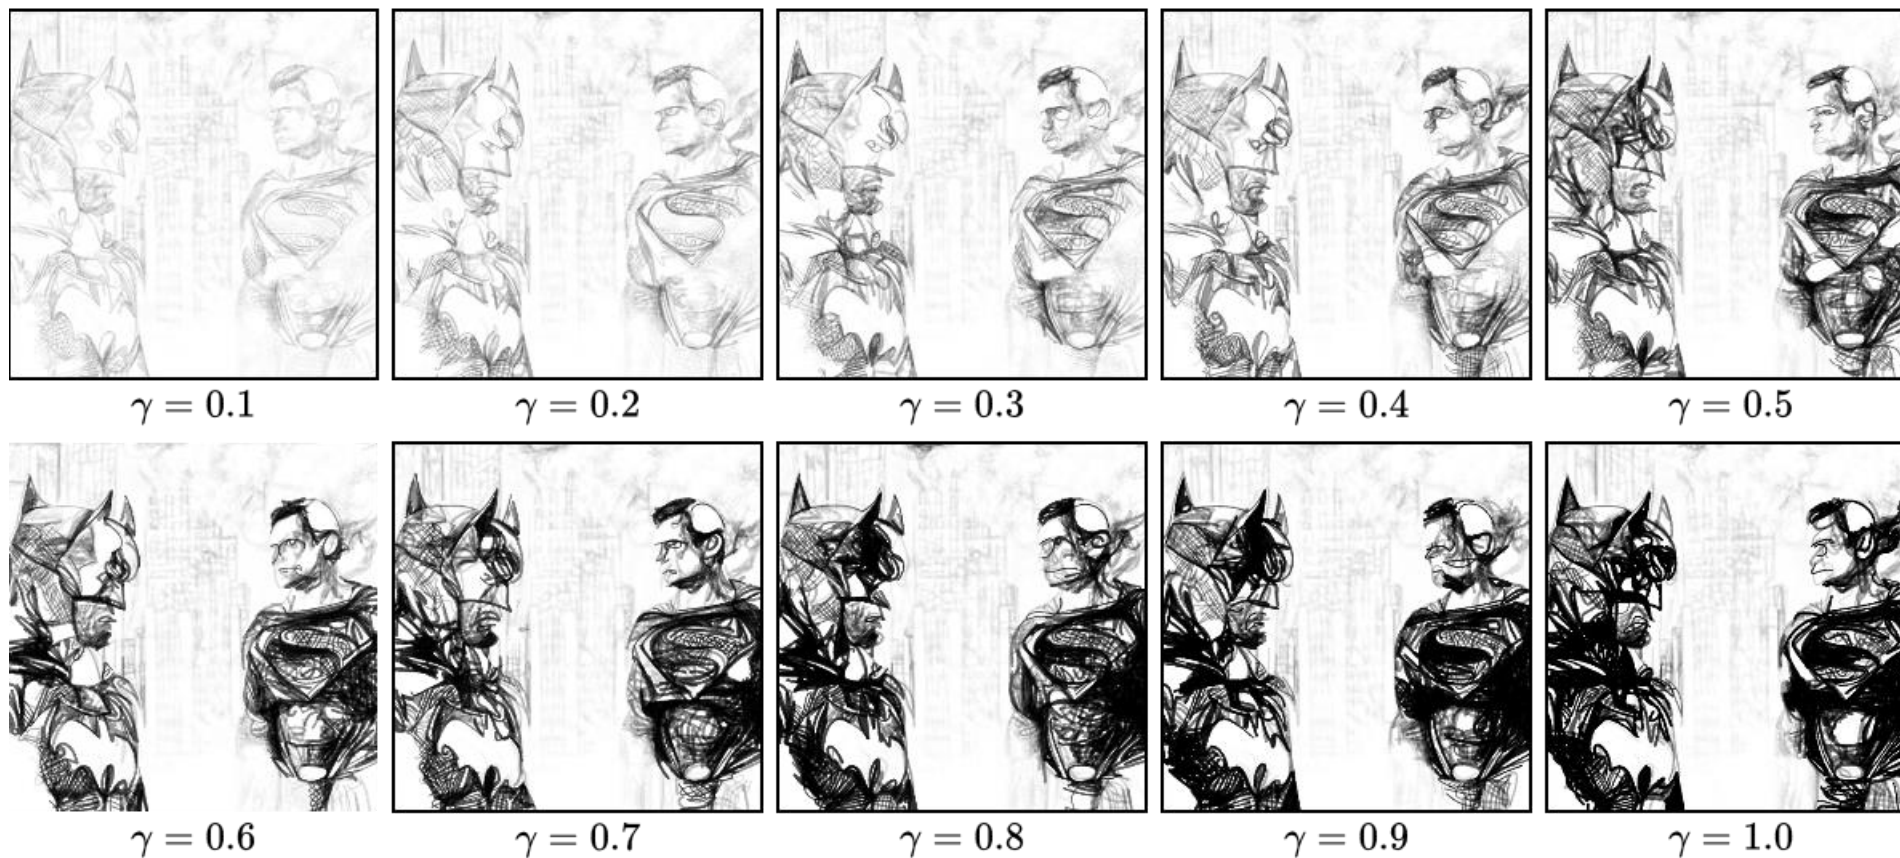 γ = 0.1 γ = 0.2 γ = 0.3 γ = 0.4 γ = 0.5
γ = 0.6 γ = 0.7 γ = 0.8 γ = 0.9 γ = 1.0